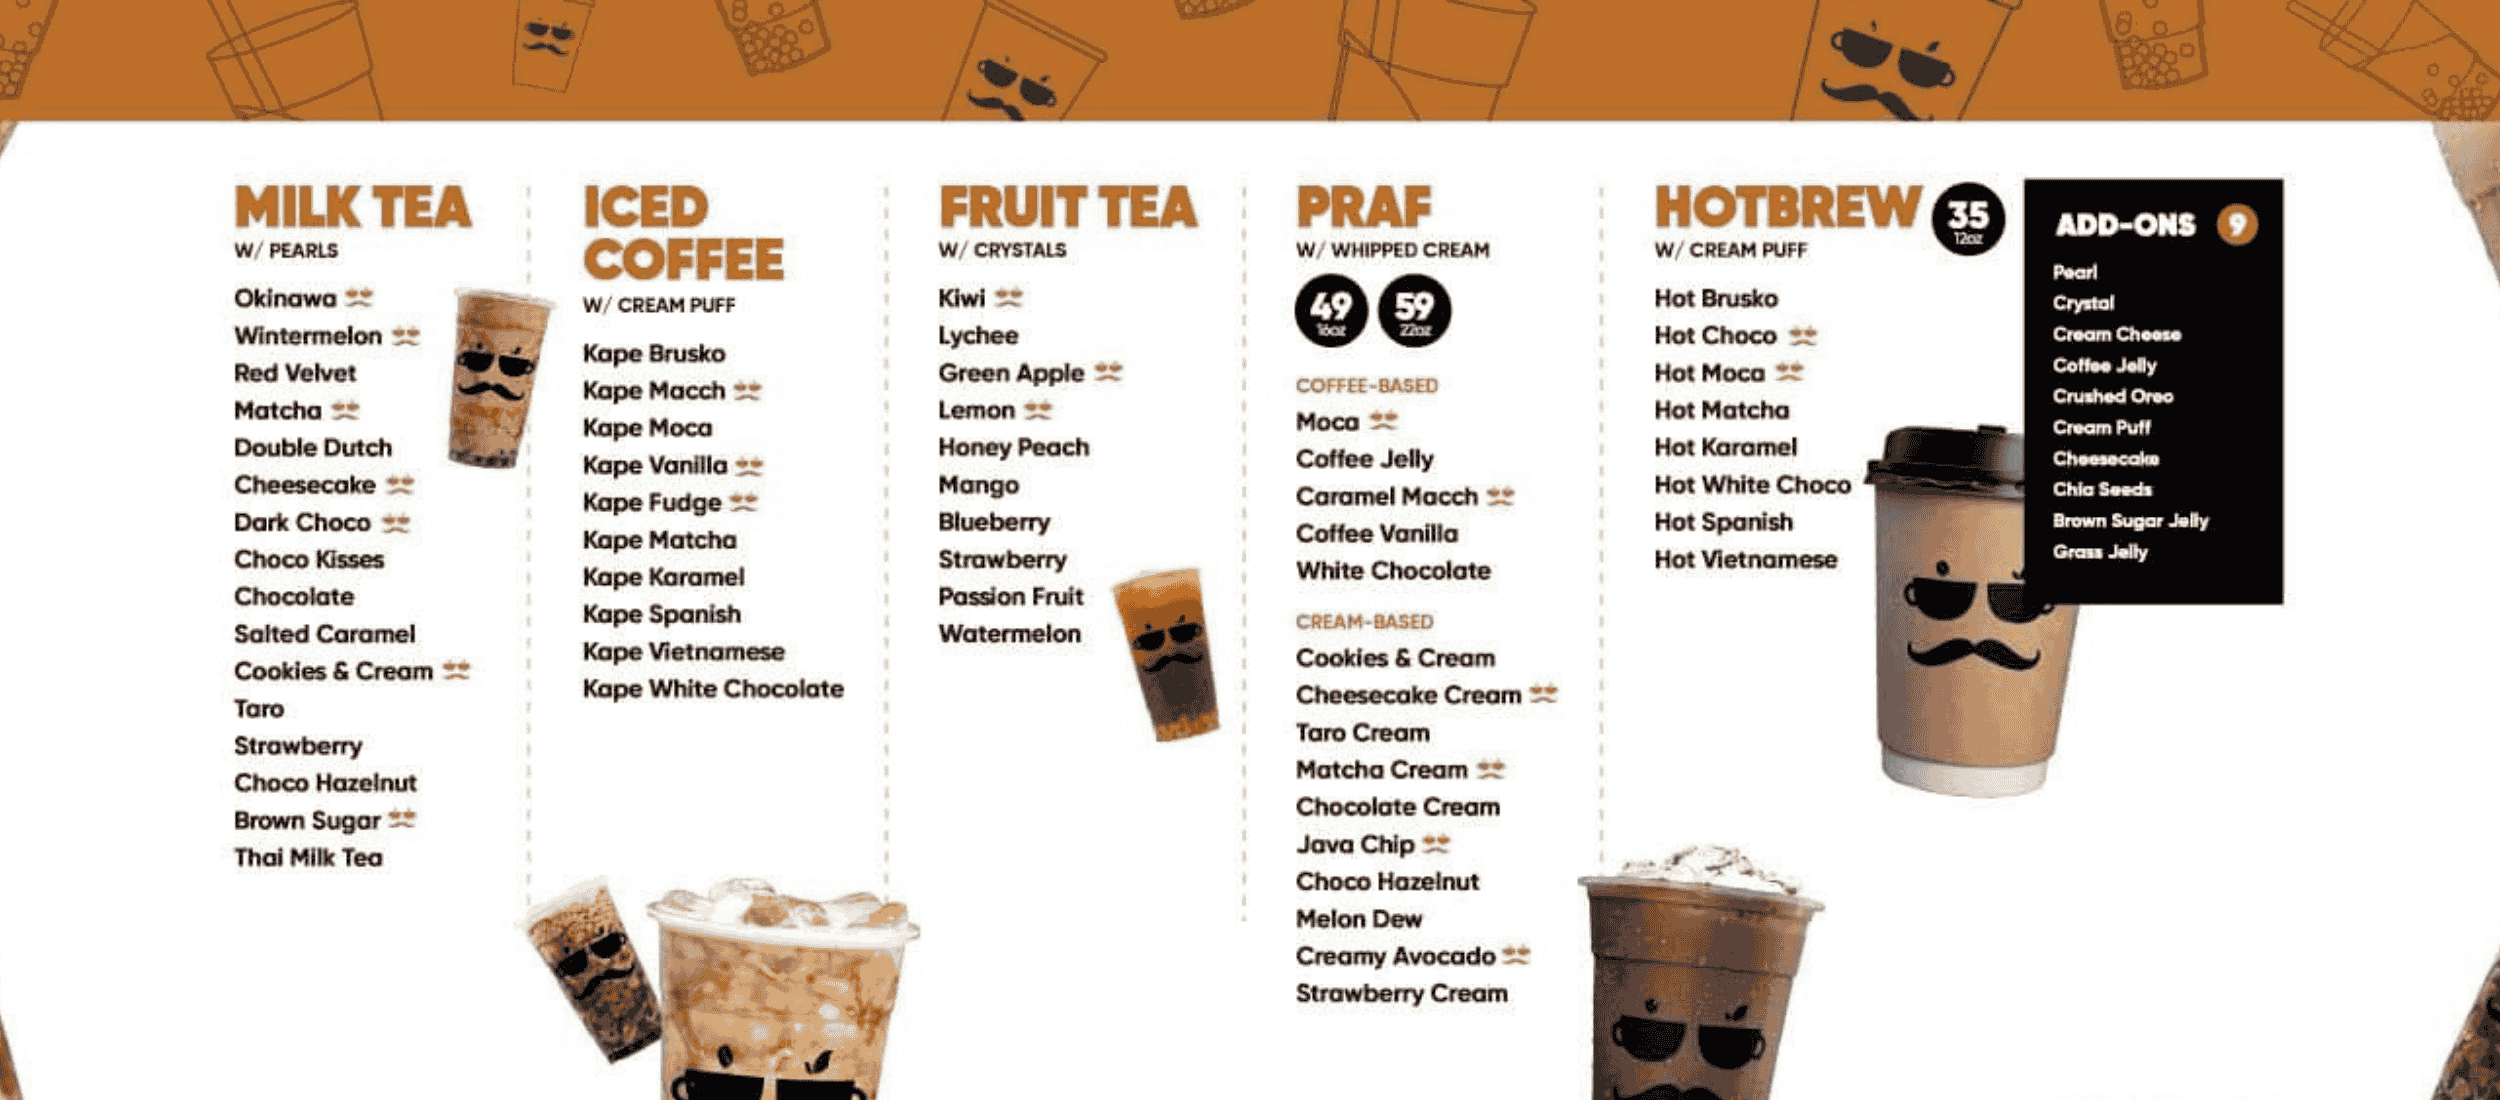 MILK TEA
W/ PEARLS
Okinawa
Wintermelon
Red Velvet
Matcha
Double Dutch
Cheesecake
Dark Choco
Choco Kisses
Chocolate
Salted Caramel
Cookies & Cream
Taro
Strawberry
Choco Hazelnut
Brown Sugar
Thai Milk Tea
ICED
COFFEE
W/ CREAM PUFF
Kape Brusko
Kape Macch
Kape Moca
Kape Vanilla
Kape Fudge
Kape Matcha
Kape Karamel
Kape Spanish
Kape Vietnamese
Kape White Chocolate
FRUIT TEA
W/ CRYSTALS
Kiwi
Lychee
Green Apple
Lemon
Honey Peach
Mango
Blueberry
Strawberry
Passion Fruit
Watermelon
PRAF
W/ WHIPPED CREAM
49 59
16oz 22oz
COFFEE-BASED
Moca
Coffee Jelly
Caramel Macch
Coffee Vanilla
White Chocolate
CREAM-BASED
Cookies & Cream
Cheesecake Cream
Taro Cream
Matcha Cream
Chocolate Cream
Java Chip
Choco Hazelnut
Melon Dew
Creamy Avocado
Strawberry Cream
HOTBREW 35
12oz
W/ CREAM PUFF
Hot Brusko
Hot Choco
Hot Moca
Hot Matcha
Hot Karamel
Hot White Choco
Hot Spanish
Hot Vietnamese
ADD-ONS 9
Pearl
Crystal
Cream Cheese
Coffee Jelly
Crushed Oreo
Cream Puff
Cheesecake
Chia Seeds
Brown Sugar Jelly
Grass Jelly